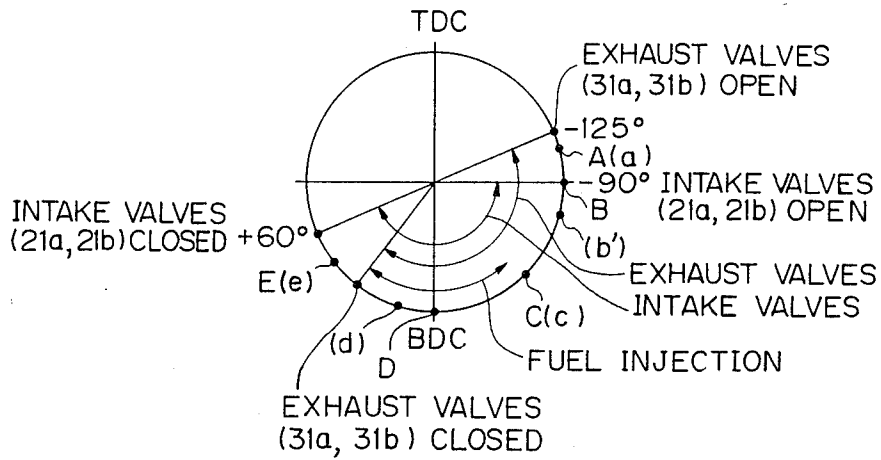 TDC
EXHAUST VALVES
(31a, 31b) OPEN
-125°
A(a)
-90° INTAKE VALVES
(21a, 21b)
OPEN
B
(b')
INTAKE VALVES
(21a, 21b) CLOSED +60°
E(e)
EXHAUST VALVES
INTAKE VALVES
C(c)
(d)
BDC
D
FUEL INJECTION
EXHAUST VALVES
(31a, 31b) CLOSED